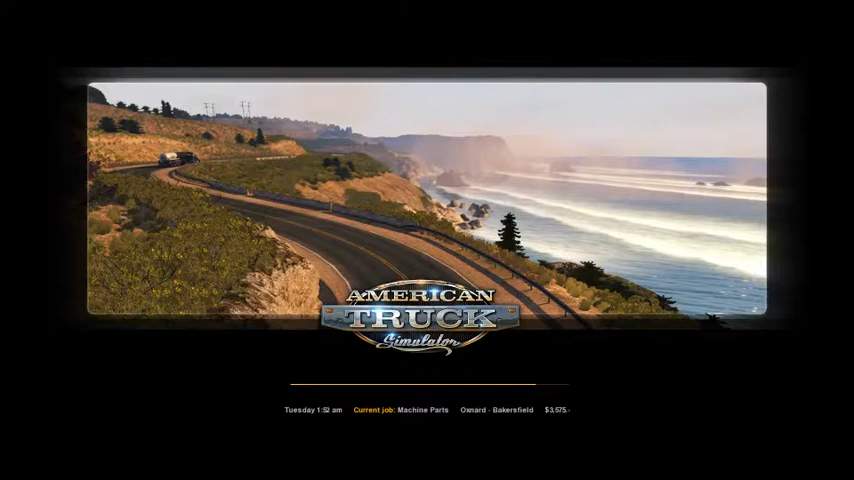 AMERICAN
TRUCK
Simulator
Tuesday 1:52 am Current job: Machine Parts Oxnard - Bakersfield $3,575.-